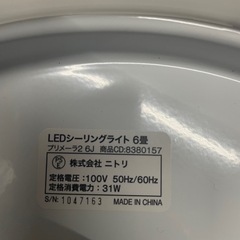 LEDシーリングライト 6畳
プリメーラ2 6J 商品CD:8380157
株式会社 ニトリ
定格電圧:100V 50Hz/60Hz
定格消費電力:31W
S/N:1047163 MADE IN CHINA